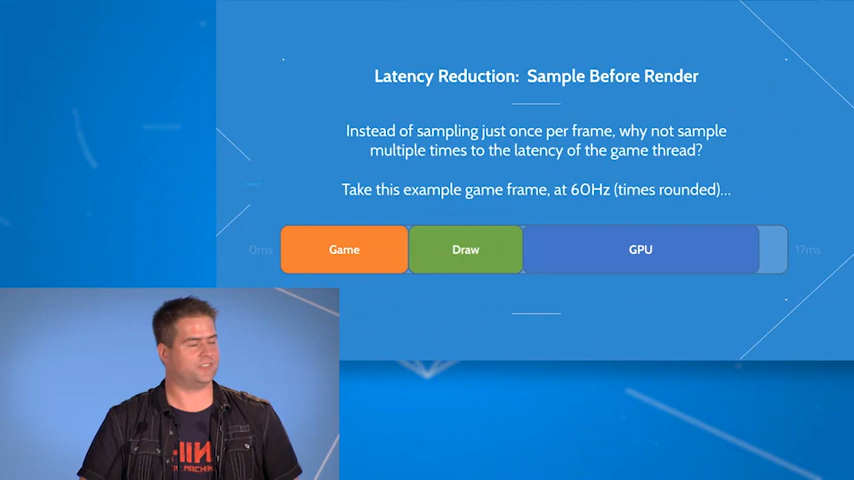 Latency Reduction: Sample Before Render
Instead of sampling just once per frame, why not sample
multiple times to the latency of the game thread?
Take this example game frame, at 60Hz (times rounded)...
0ms Game Draw GPU 17ms